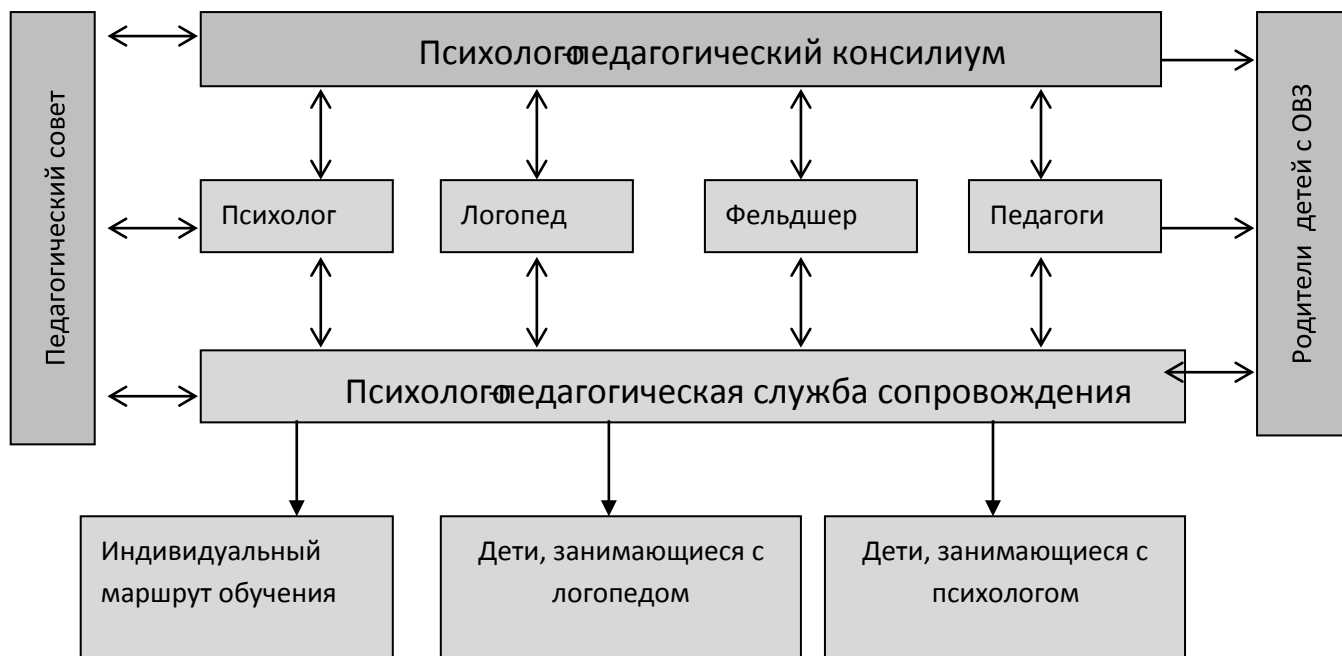 Психолого-педагогический консилиум
Педагогический совет
Родители детей с ОВЗ
Психолог
Логопед
Фельдшер
Педагоги
Психолого-педагогическая служба сопровождения
Индивидуальный
маршрут обучения
Дети, занимающиеся с
логопедом
Дети, занимающиеся с
психологом